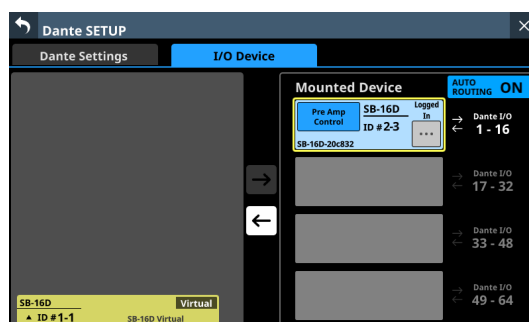 Dante SETUP
Dante Settings
I/O Device
Mounted Device
AUTO
ROUTING ON
Pre Amp
Control
SB-16D
ID #2-3
Logged
In
...
SB-16D-20c832
Dante I/O
1 - 16
Dante I/O
17 - 32
Dante I/O
33 - 48
Dante I/O
49 - 64
SB-16D
Virtual
ID #1-1
SB-16D Virtual